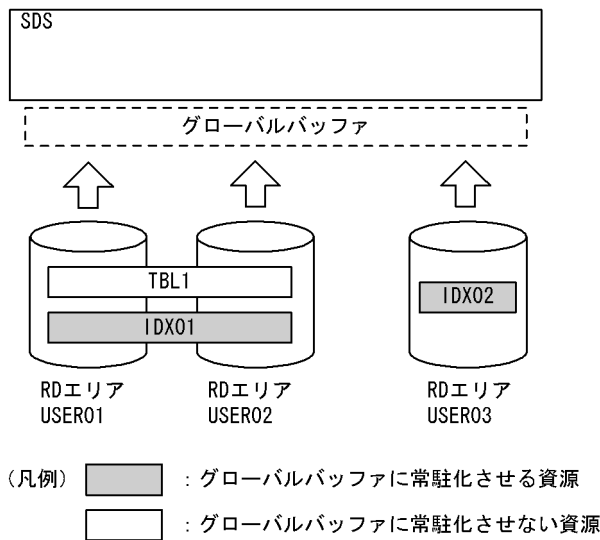 SDS
グローバルバッファ
TBL1
IDX01
IDX02
RDエリア
USER01
RDエリア
USER02
RDエリア
USER03
(凡例)
:グローバルバッファに常駐化させる資源
:グローバルバッファに常駐化させない資源